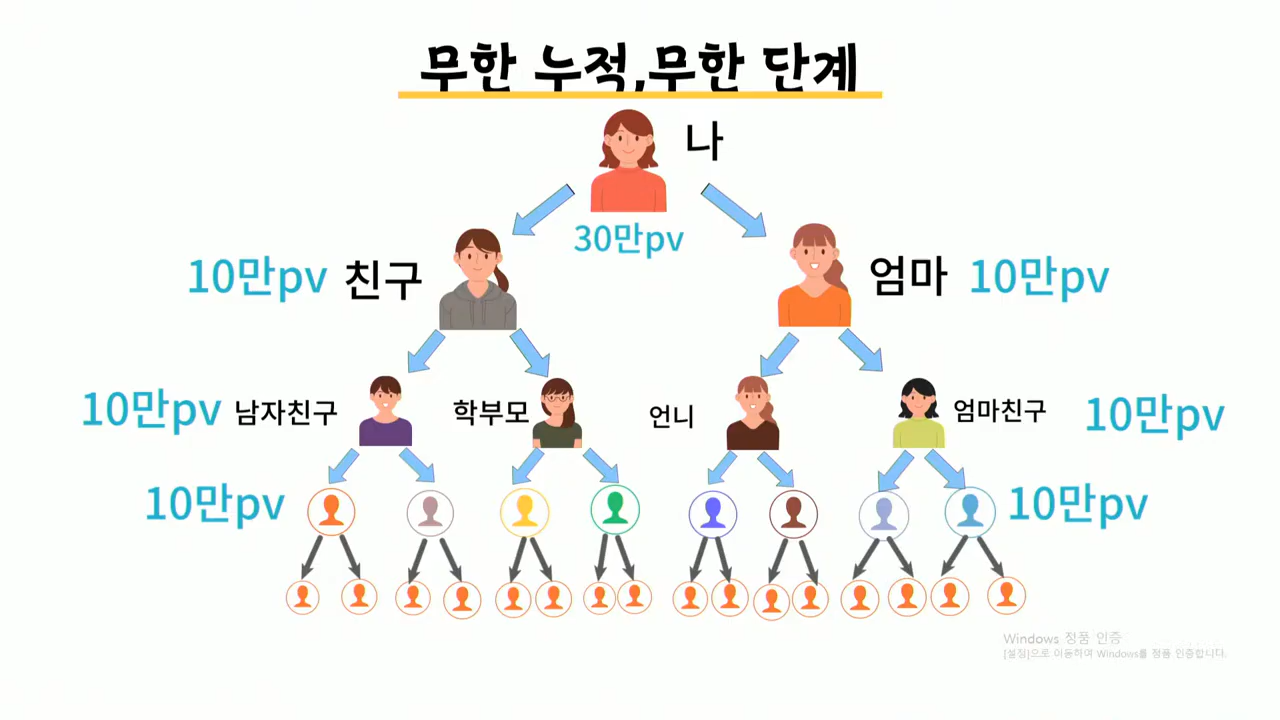 무한 누적,무한 단계
나
30만pv
10만pv 친구
엄마 10만pv
10만pv 남자친구
학부모
언니
엄마친구 10만pv
10만pv
10만pv
Windows 정품 인증
[설정]으로 이동하여 Windows를 정품 인증합니다.